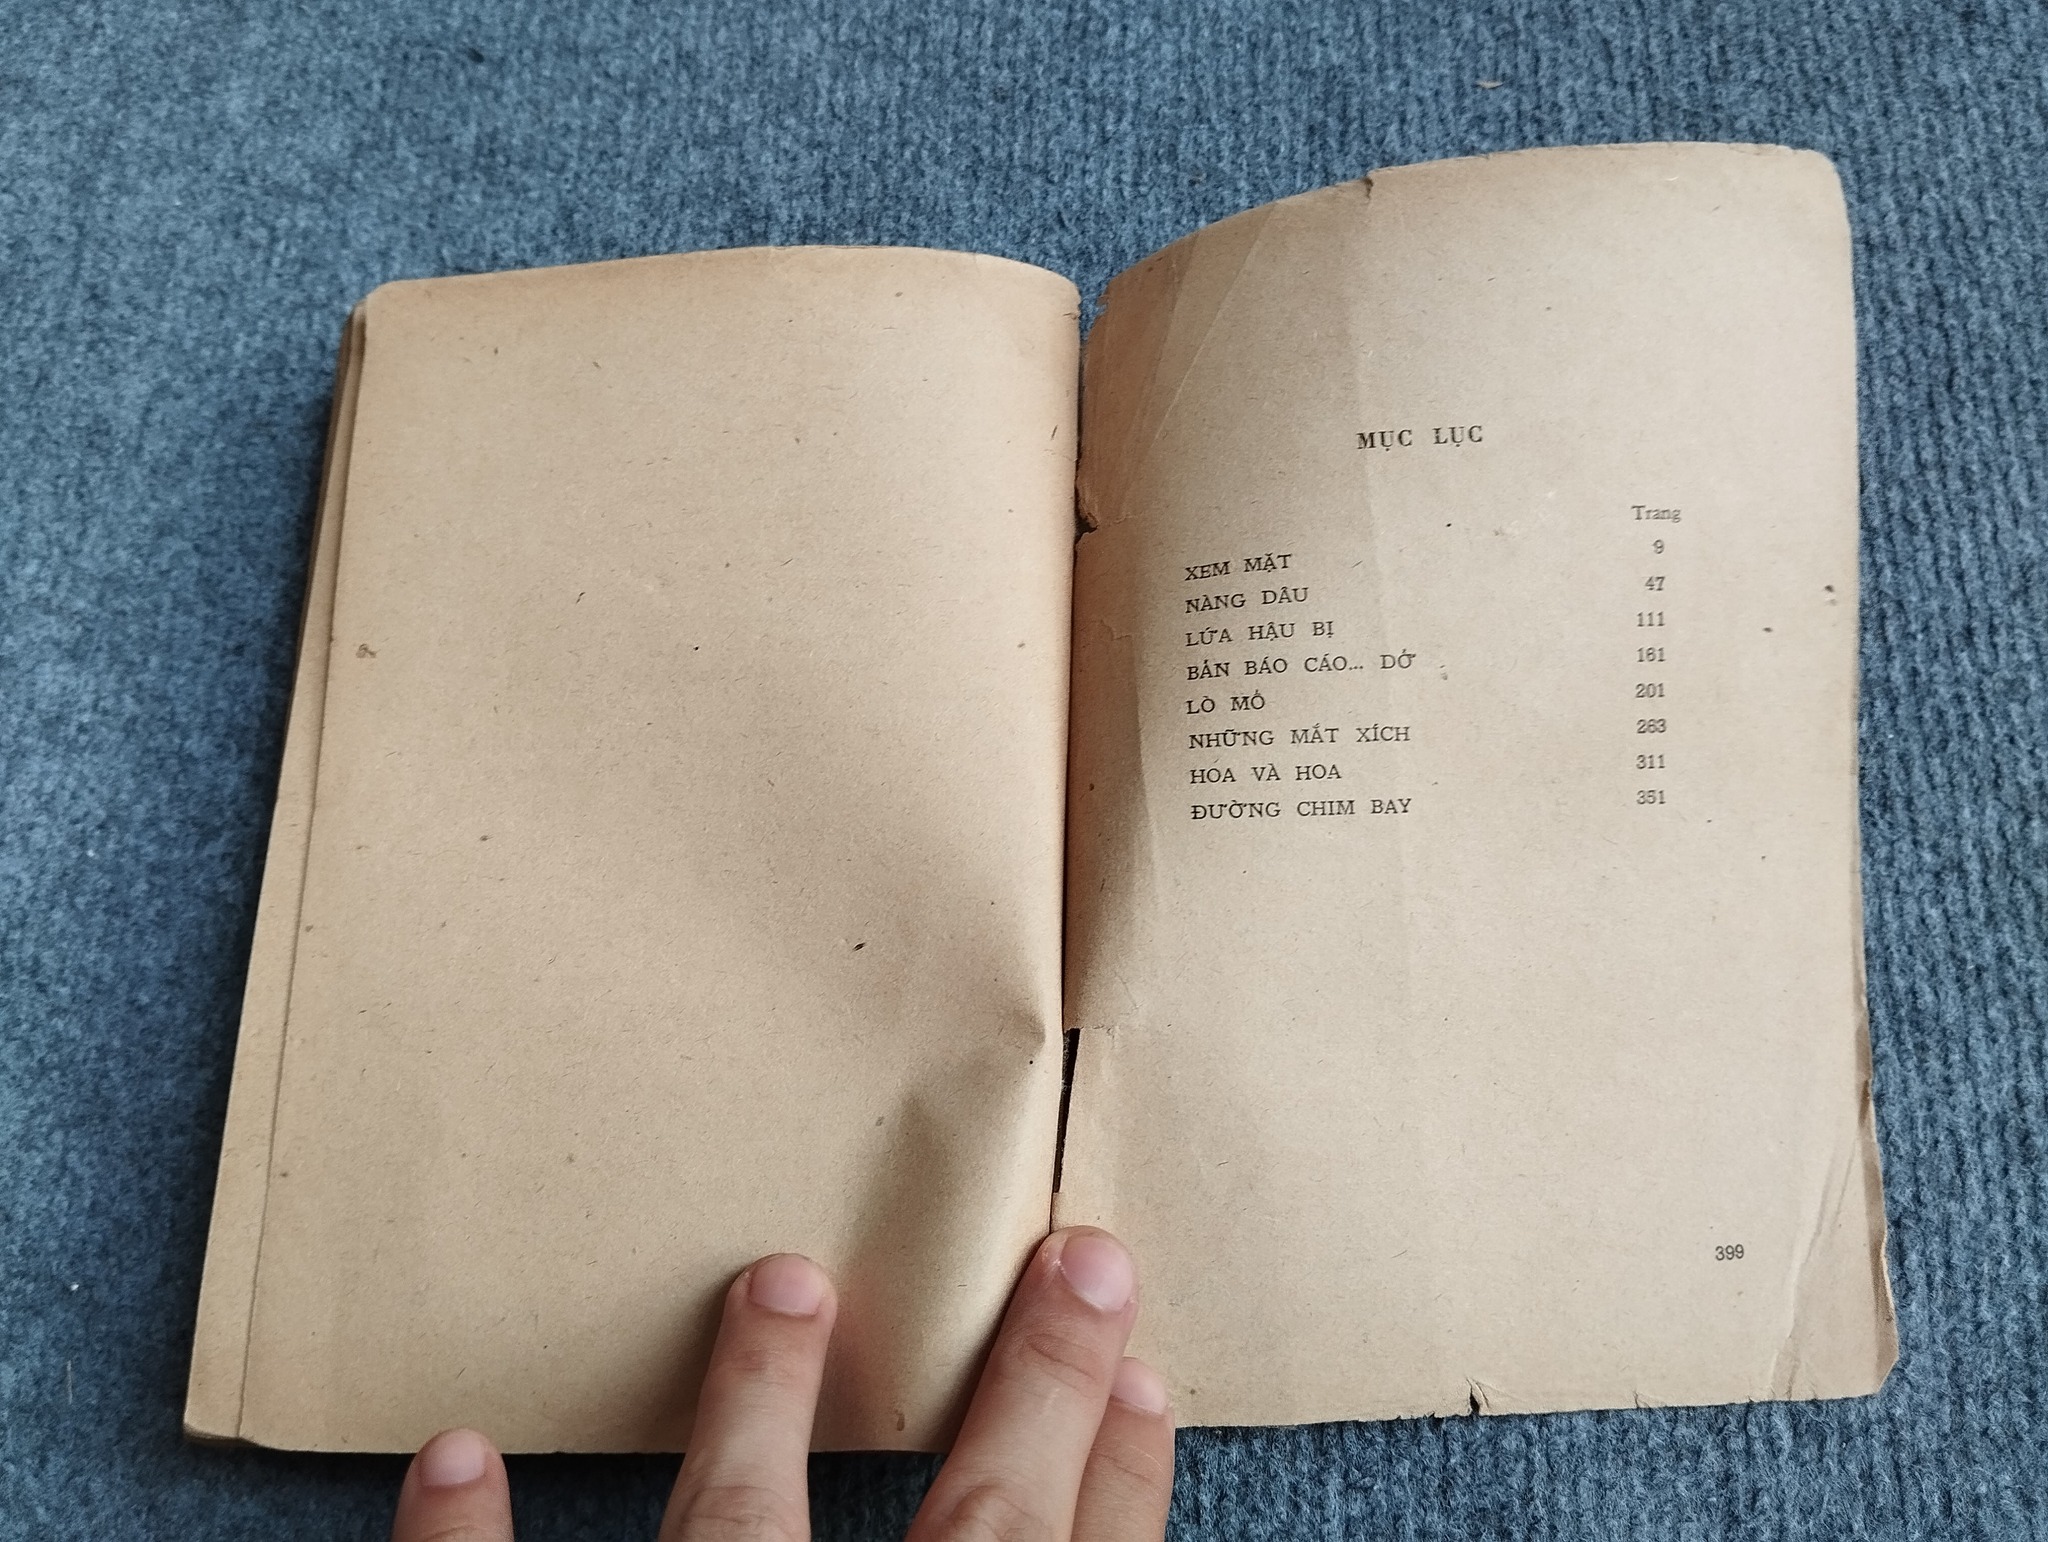 MỤC LỤC
Trang
XEM MẶT 9
NÀNG DÂU 47
LỨA HẬU BỊ 111
BẢN BÁO CÁO... DỞ 161
LÒ MỔ 201
NHỮNG MẮT XÍCH 263
HOA VÀ HOA 311
ĐƯỜNG CHIM BAY 351
399